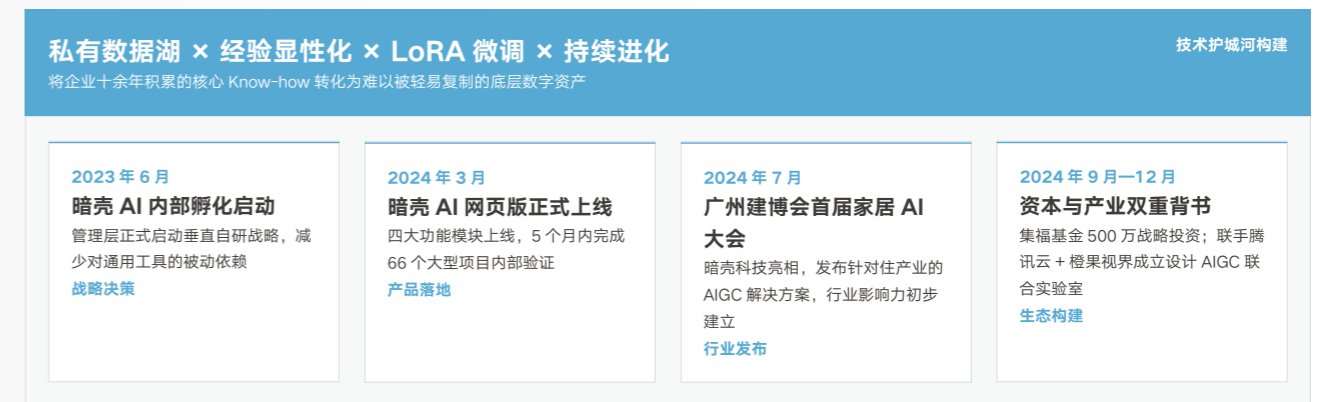 私有数据湖 × 经验显性化 × LoRA 微调 × 持续进化
技术护城河构建
将企业十余年积累的核心 Know-how 转化为难以被轻易复制的底层数字资产
2023 年 6 月
暗壳 AI 内部孵化启动
管理层正式启动垂直自研战略，减
少对通用工具的被动依赖
战略决策
2024 年 3 月
暗壳 AI 网页版正式上线
四大功能模块上线，5 个月内完成
66 个大型项目内部验证
产品落地
2024 年 7 月
广州建博会首届家居 AI
大会
暗壳科技亮相，发布针对住产业的
AIGC 解决方案，行业影响力初步
建立
行业发布
2024 年 9 月—12 月
资本与产业双重背书
集福基金 500 万战略投资；联手腾
讯云 + 橙果视界成立设计 AIGC 联
合实验室
生态构建